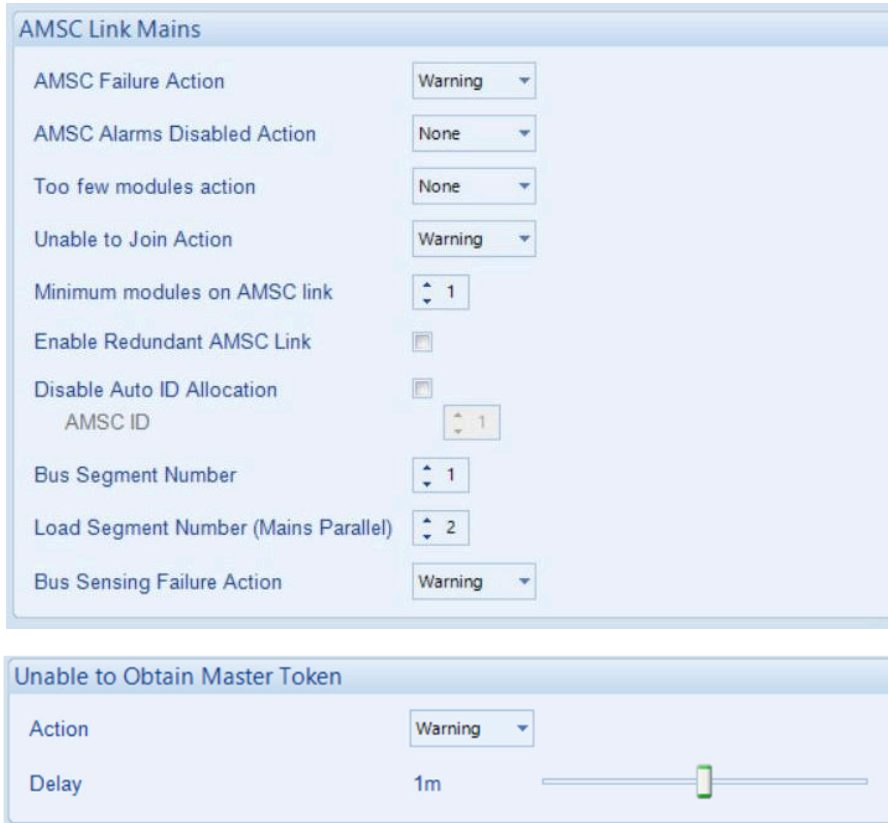 AMSC Link Mains
AMSC Failure Action Warning
AMSC Alarms Disabled Action None
Too few modules action None
Unable to Join Action Warning
Minimum modules on AMSC link 1
Enable Redundant AMSC Link
Disable Auto ID Allocation
AMSC ID 1
Bus Segment Number 1
Load Segment Number (Mains Parallel) 2
Bus Sensing Failure Action Warning
Unable to Obtain Master Token
Action Warning
Delay 1m